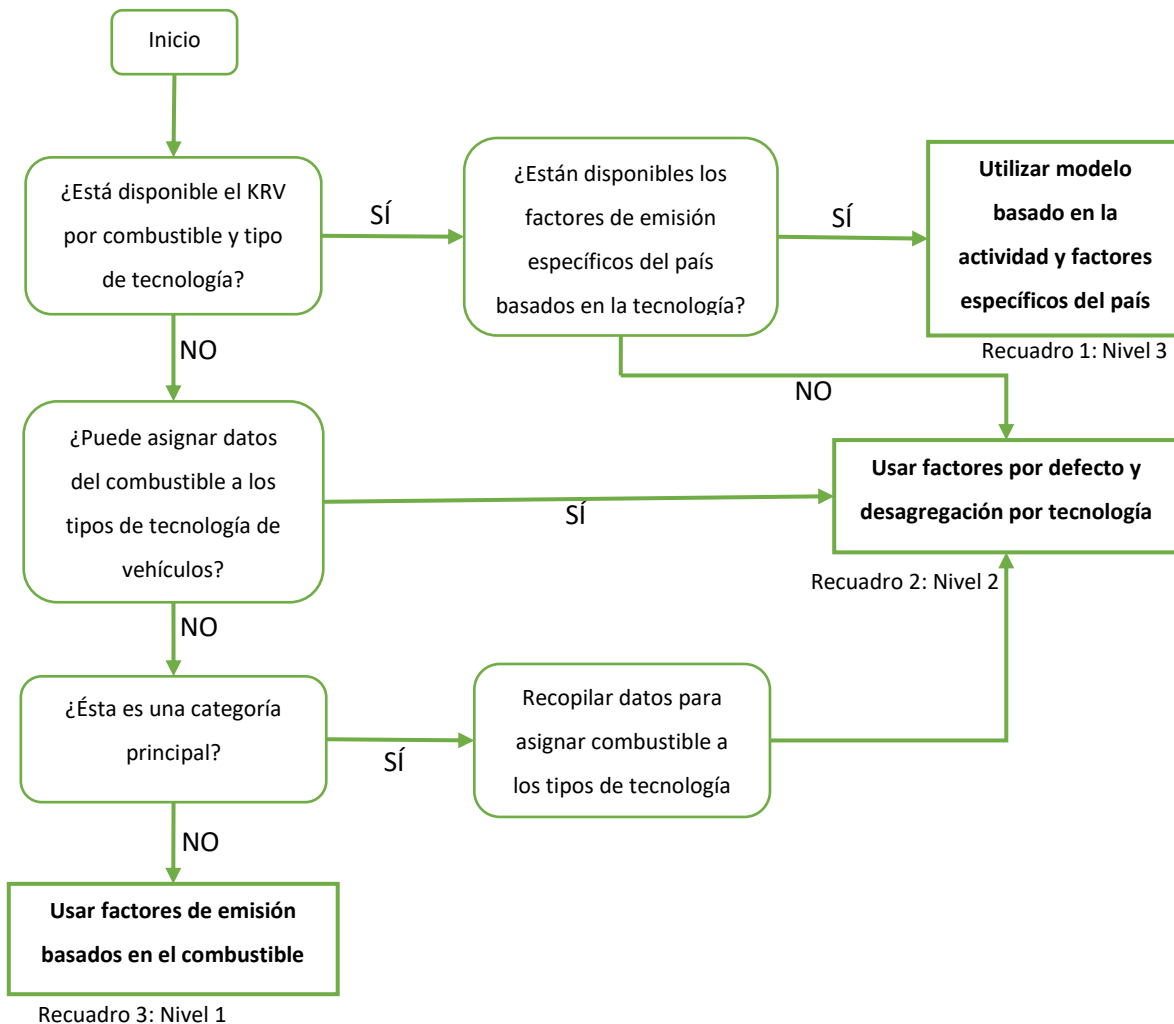 Inicio
¿Está disponible el KRV
por combustible y tipo
de tecnología?
SÍ
¿Están disponibles los
factores de emisión
específicos del país
basados en la tecnología?
SÍ
Utilizar modelo
basado en la
actividad y factores
específicos del país
Recuadro 1: Nivel 3
NO
NO
¿Puede asignar datos
del combustible a los
tipos de tecnología de
vehículos?
SÍ
Usar factores por defecto y
desagregación por tecnología
Recuadro 2: Nivel 2
NO
¿Ésta es una categoría
principal?
SÍ
Recopilar datos para
asignar combustible a
los tipos de tecnología
NO
Usar factores de emisión
basados en el combustible
Recuadro 3: Nivel 1